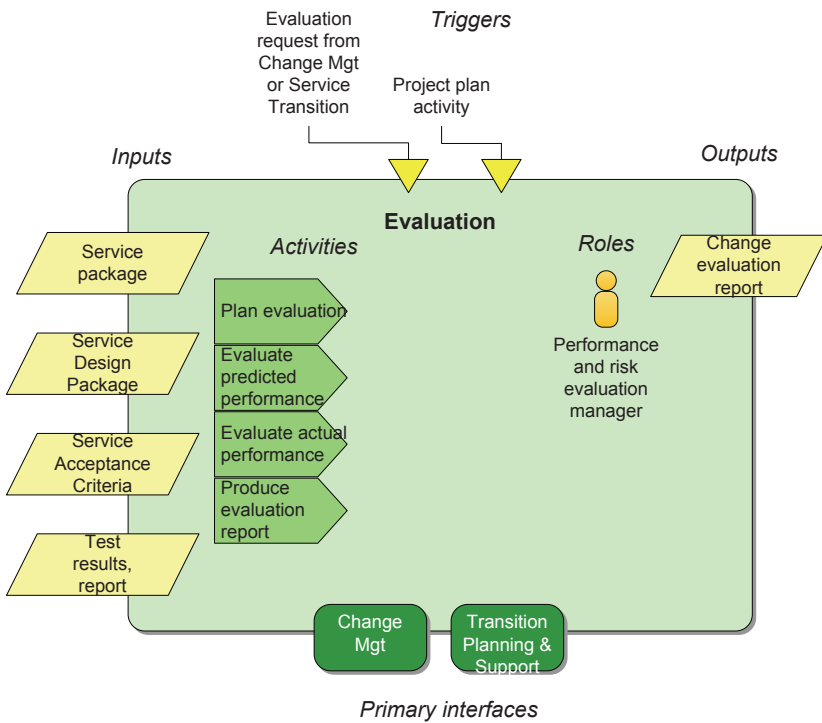 Evaluation
request from
Change Mgt
or Service
Transition
Triggers
Project plan
activity
Inputs
Outputs
Evaluation
Activities
Roles
Service
package
Service
Design
Package
Service
Acceptance
Criteria
Test
results,
report
Plan evaluation
Evaluate
predicted
performance
Evaluate actual
performance
Produce
evaluation
report
Performance
and risk
evaluation
manager
Change
evaluation
report
Change
Mgt
Transition
Planning &
Support
Primary interfaces